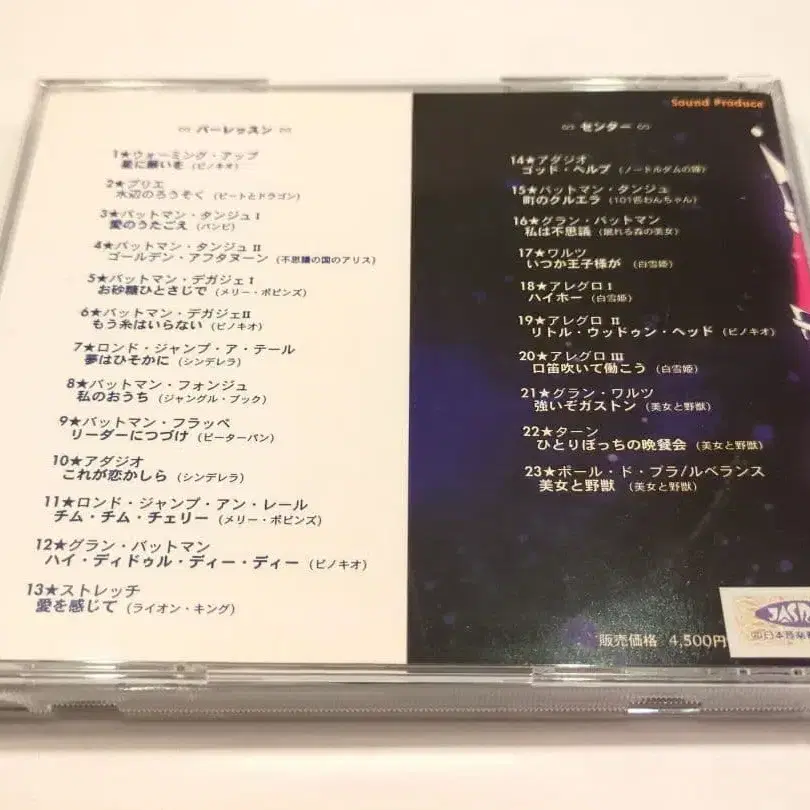 ∞ バーレッスン ∞
1★ウォーミング・アップ
星に願いを (ピノキオ)
2★プリエ
水辺のろうそく (ピートとドラゴン)
3★バットマン・タンジュ I
愛のうたごえ (バンビ)
4★バットマン・タンジュ II
ゴールデン・アフタヌーン (不思議の国のアリス)
5★バットマン・デガジェ I
お砂糖ひとさじで (メリー・ポピンズ)
6★バットマン・デガジェII
もう糸はいらない (ピノキオ)
7★ロンド・ジャンプ・ア・テール
夢はひそかに (シンデレラ)
8★バットマン・フォンジュ
私のおうち (ジャングル・ブック)
9★バットマン・フラッペ
リーダーにつづけ (ピーターパン)
10★アダジオ
これが恋かしら (シンデレラ)
11★ロンド・ジャンプ・アン・レール
チム・チム・チェリー (メリー・ポピンズ)
12★グラン・バットマン
ハイ・ディドゥル・ディー・ディー (ピノキオ)
13★ストレッチ
愛を感じて (ライオン・キング)
Sound Produce
∞ センター ∞
14★アダジオ
ゴッド・ヘルプ (ノートルダムの鐘)
15★バットマン・タンジュ
町のクルエラ (101匹わんちゃん)
16★グラン・バットマン
私は不思議 (眠れる森の美女)
17★ワルツ
いつか王子様が (白雪姫)
18★アレグロ I
ハイホー (白雪姫)
19★アレグロ II
リトル・ウッドゥン・ヘッド (ピノキオ)
20★アレグロ III
口笛吹いて働こう (白雪姫)
21★グラン・ワルツ
強いぞガストン (美女と野獣)
22★ターン
ひとりぼっちの晩餐会 (美女と野獣)
23★ポール・ド・ブラ/ルベランス
美女と野獣 (美女と野獣)
販売価格 4,500円